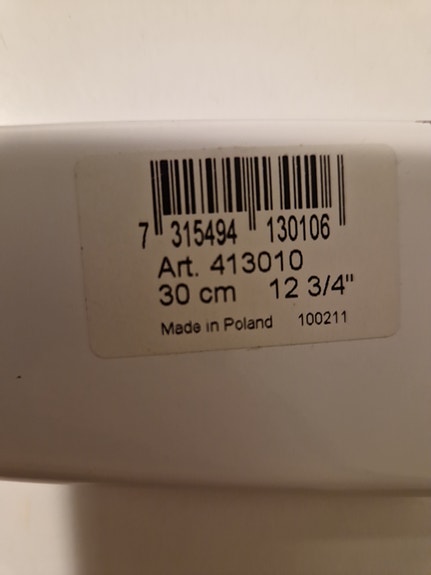 7 315494 130106
Art. 413010
30 cm 12 3/4"
Made in Poland 100211